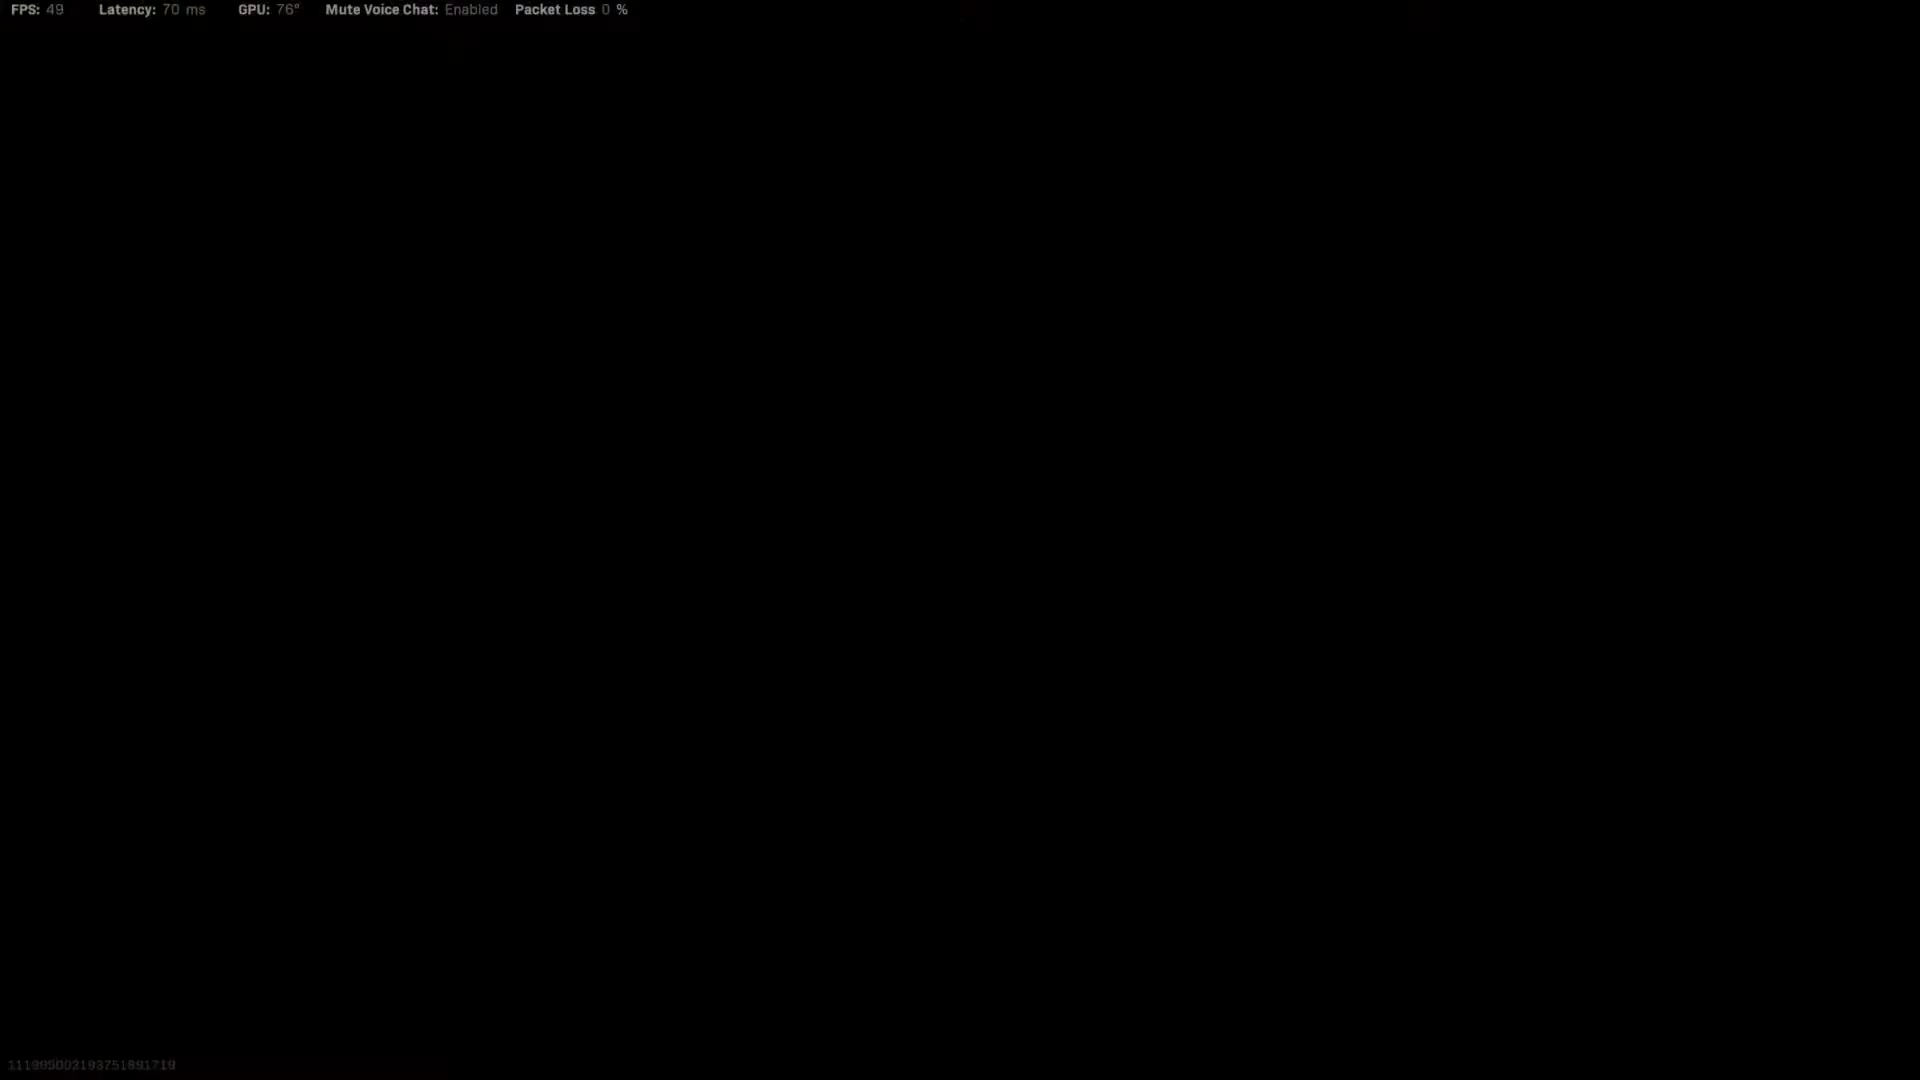 FPS: 49 Latency: 70 ms GPU: 76° Mute Voice Chat: Enabled Packet Loss 0 %